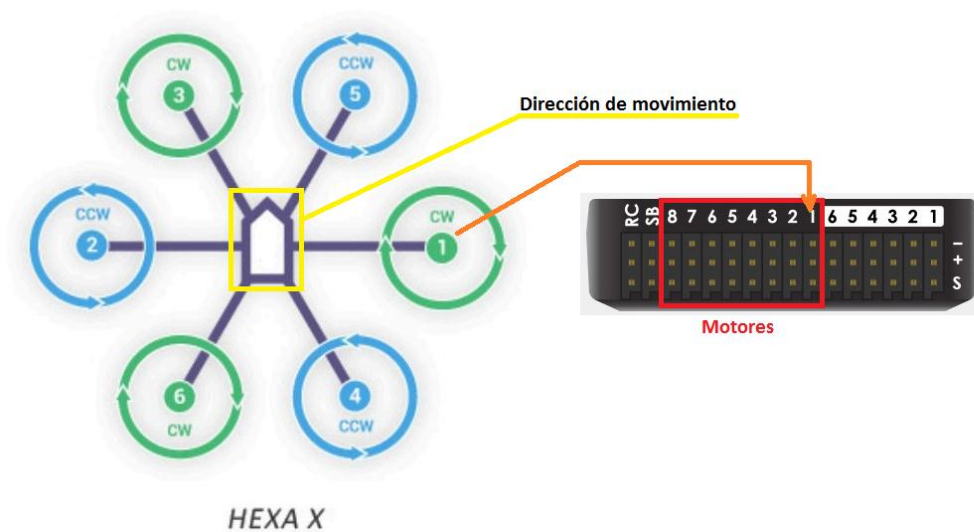 CW
3
CCW
5
Dirección de movimiento
CCW
2
CW
1
RC SB 8 7 6 5 4 3 2 1 6 5 4 3 2 1
−
+
S
Motores
6
CW
4
CCW
HEXA X